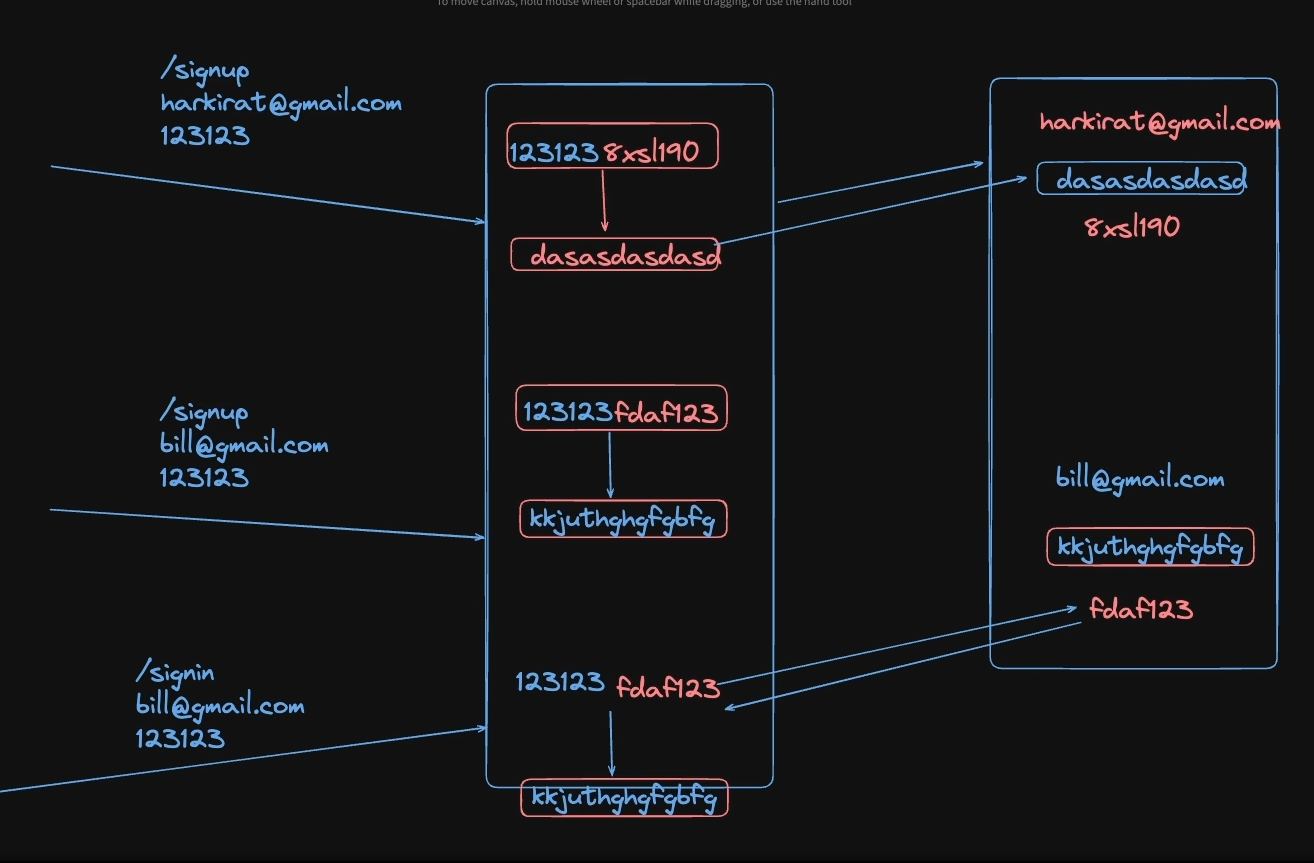 To move canvas, hold mouse wheel or spacebar while dragging, or use the hand tool
/signup
harkirat@gmail.com
123123
123123 8xsl190
dasasdasdasd
harkirat@gmail.com
dasasdasdasd
8xsl190
/signup
bill@gmail.com
123123
123123 fdaf123
kkjuthghgfgbfg
bill@gmail.com
kkjuthghgfgbfg
fdaf123
/signin
bill@gmail.com
123123
123123 fdaf123
kkjuthghgfgbfg